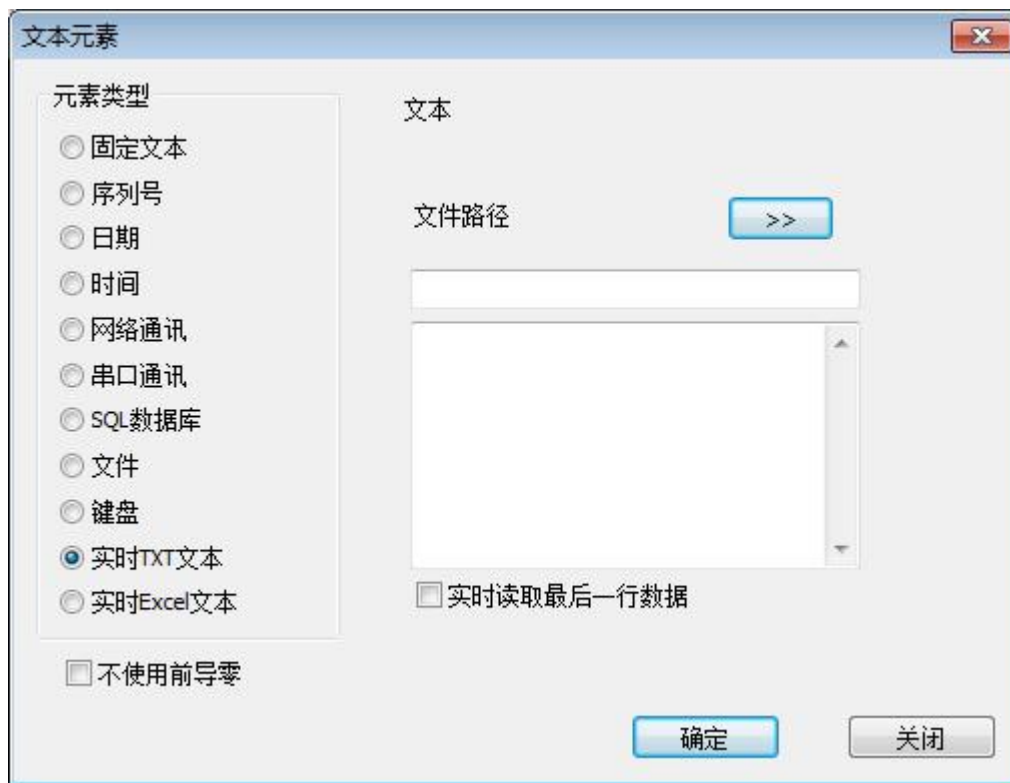 文本元素
元素类型
固定文本
序列号
日期
时间
网络通讯
串口通讯
SQL数据库
文件
键盘
实时TXT文本
实时Excel文本
不使用前导零
文本
文件路径
>>
实时读取最后一行数据
确定
关闭